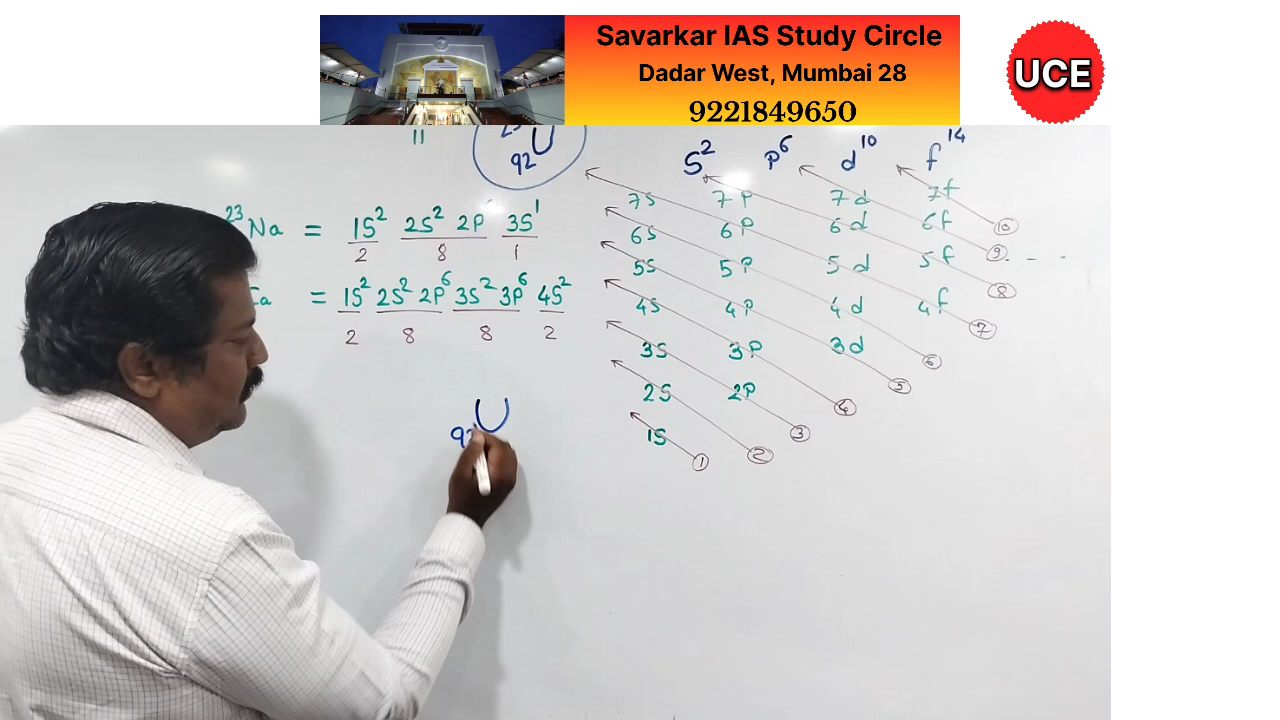 Savarkar IAS Study Circle
Dadar West, Mumbai 28
9221849650
UCE
11
92 U
S² P⁶ d¹⁰ f¹⁴
²³Na = 1S² 2S² 2P 3S¹
2 8 1
= 1S² 2S² 2P⁶ 3S² 3P⁶ 4S²
2 8 8 2
92 U
7S 7P 7d 7f 10
6S 6P 6d 6f 9 . - -
5S 5P 5d 5f 8
4S 4P 4d 4f 7
3S 3P 3d 6
2S 2P 5
1S 4
3
2
1